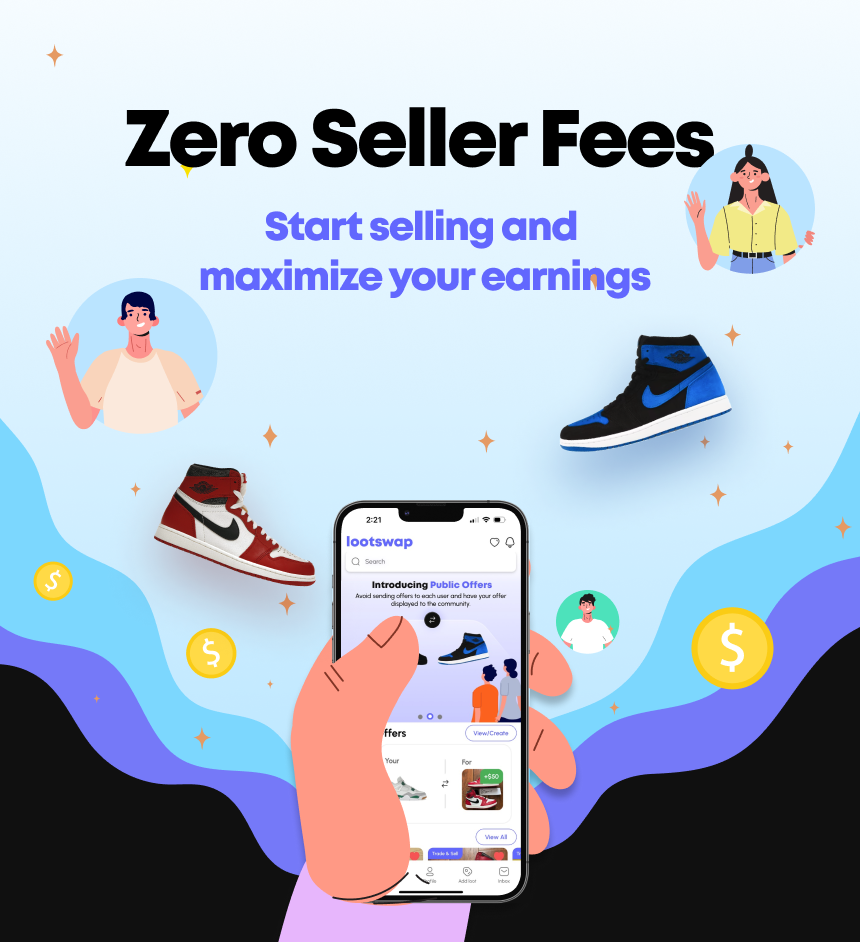 Zero Seller Fees
Start selling and
maximize your earnings
2:21
lootswap
Search
Introducing Public Offers
Avoid sending offers to each user and have your offer
displayed to the community
ffers
View/Create
Your
For
+$50
View All
Trade & Sell
Add loot
Inbox
$
$
$